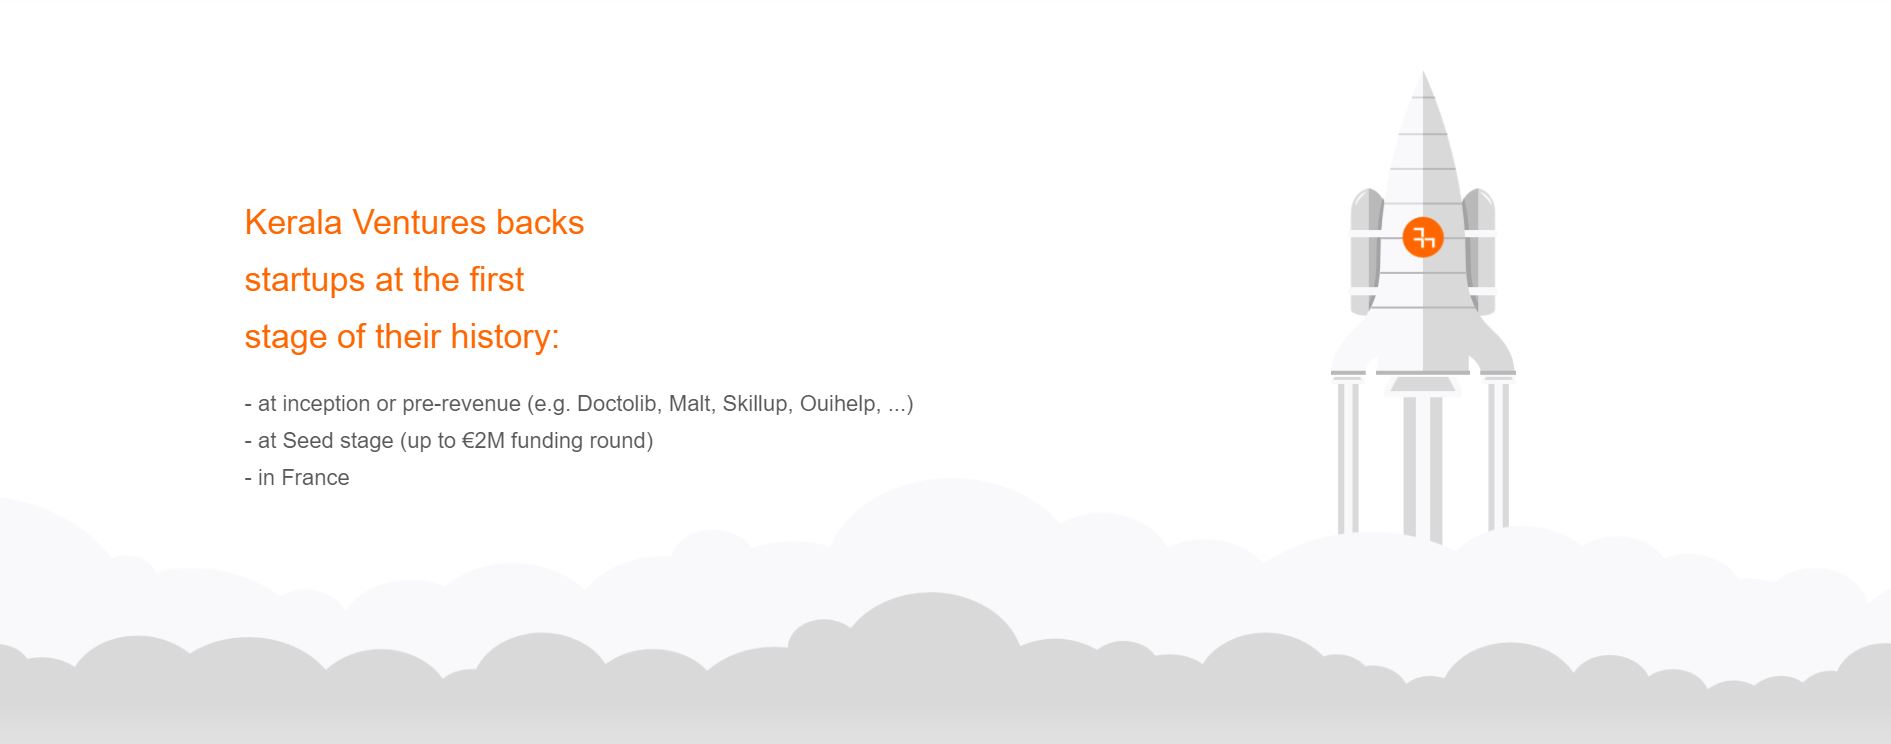 Kerala Ventures backs
startups at the first
stage of their history:
- at inception or pre-revenue (e.g. Doctolib, Malt, Skillup, Ouihelp, ...)
- at Seed stage (up to €2M funding round)
- in France